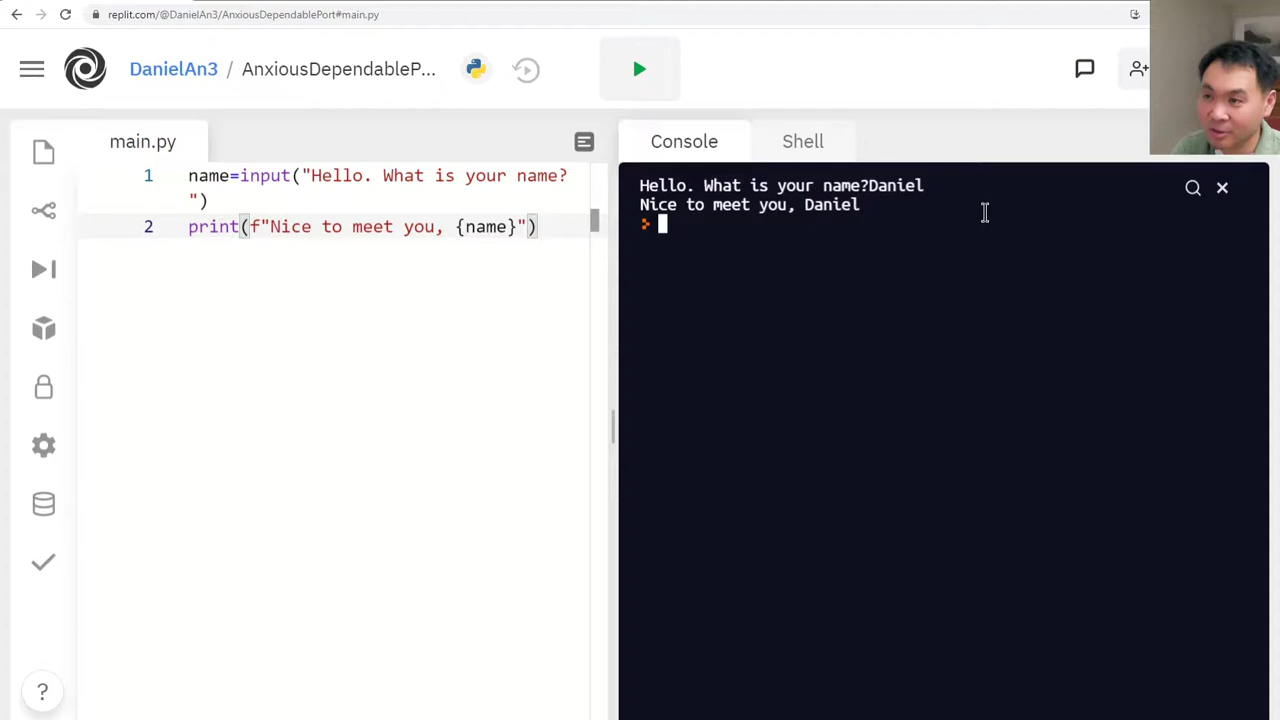 replit.com/@DanielAn3/AnxiousDependablePort#main.py
DanielAn3 / AnxiousDependableP...
main.py
1 name=input("Hello. What is your name?
")
2 print(f"Nice to meet you, {name}")
Console Shell
Hello. What is your name?Daniel
Nice to meet you, Daniel
?